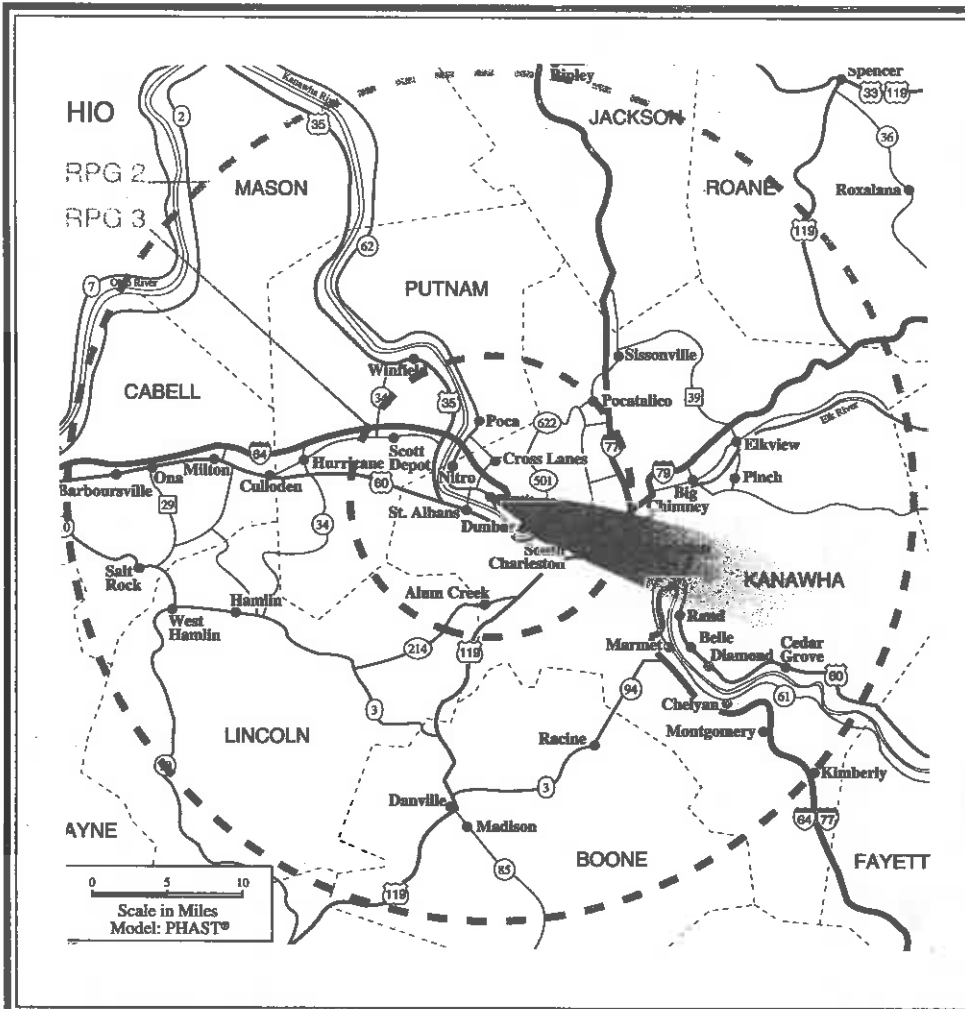 Ripley
Spencer
33 119
HIO
2
Kanawha River
35
JACKSON
36
RPG 2
MASON
ROANE
Roxalana
RPG 3
119
62
7
PUTNAM
Sissonville
Winfield
CABELL
34
35
Pocatalico
39
Elk River
Poca
622
77
Elkview
64
Scott
Depot
Cross Lanes
Hurricane
Milton
Ona
Barboursville
Culloden
60
Nitro
501
79
Big
Chimney
Pinch
29
St. Albans
34
South
Charleston
Salt
Rock
KANAWHA
Alum Creek
Hamlin
West
Hamlin
Rand
214
119
Marmet
Belle
Diamond
Cedar
Grove
60
94
61
3
Chelyan
LINCOLN
Racine
Montgomery
Kimberly
3
Danville
Madison
AYNE
64 77
BOONE
FAYETT
85
119
0 5 10
Scale in Miles
Model: PHAST®